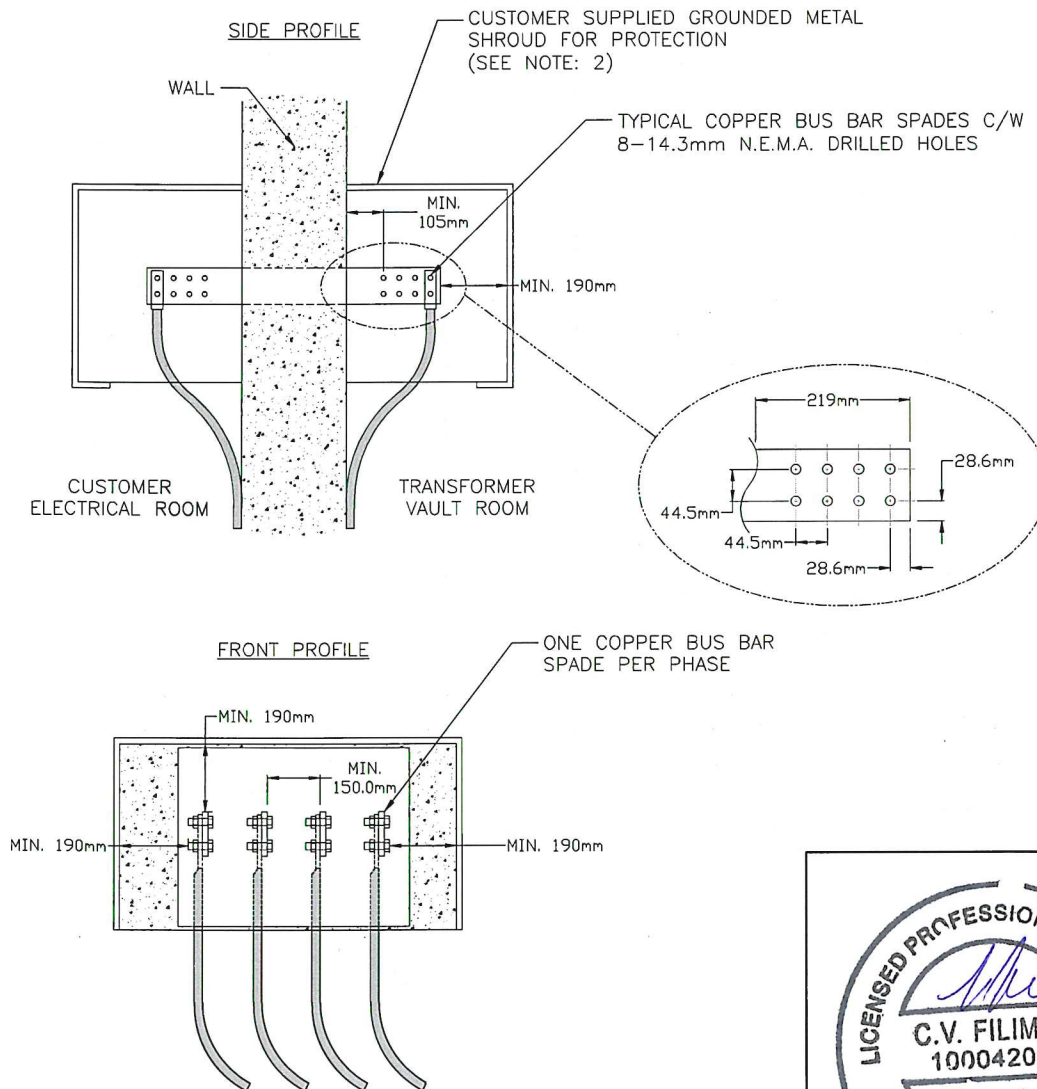 SIDE PROFILE
CUSTOMER SUPPLIED GROUNDED METAL
SHROUD FOR PROTECTION
(SEE NOTE: 2)
WALL
TYPICAL COPPER BUS BAR SPADES C/W
8-14.3mm N.E.M.A. DRILLED HOLES
MIN.
105mm
MIN. 190mm
CUSTOMER
ELECTRICAL ROOM
TRANSFORMER
VAULT ROOM
219mm
28.6mm
44.5mm
44.5mm
28.6mm
FRONT PROFILE
ONE COPPER BUS BAR
SPADE PER PHASE
MIN. 190mm
MIN.
150.0mm
MIN. 190mm
MIN. 190mm
LICENSED PROFESSIO
C.V. FILIM
1000420